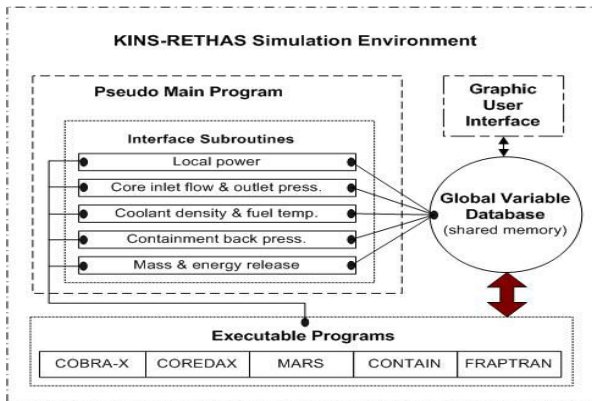 KINS-RETHAS Simulation Environment
Pseudo Main Program
Interface Subroutines
Local power
Core inlet flow & outlet press.
Coolant density & fuel temp.
Containment back press.
Mass & energy release
Graphic
User
Interface
Global Variable
Database
(shared memory)
Executable Programs
COBRA-X
COREDAX
MARS
CONTAIN
FRAPTRAN